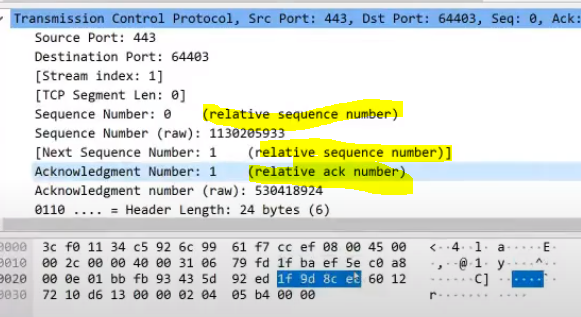 Transmission Control Protocol, Src Port: 443, Dst Port: 64403, Seq: 0, Ack:
Source Port: 443
Destination Port: 64403
[Stream index: 1]
[TCP Segment Len: 0]
Sequence Number: 0 (relative sequence number)
Sequence Number (raw): 1130205933
[Next Sequence Number: 1 (relative sequence number)]
Acknowledgment Number: 1 (relative ack number)
Acknowledgment number (raw): 530418924
0110 .... = Header Length: 24 bytes (6)
0000 3c f0 11 34 c5 92 6c 99 61 f7 cc ef 08 00 45 00 <··4··l· a·····E·
0010 00 2c 00 00 40 00 31 06 79 fd 1f ba ef 5e c0 a8 ·,··@·1· y····^··
0020 00 0e 01 bb fb 93 43 5d 92 ed 1f 9d 8c ec 60 12 ······C] ······`·
0030 72 10 d6 13 00 00 02 04 05 b4 00 00 r······· ····